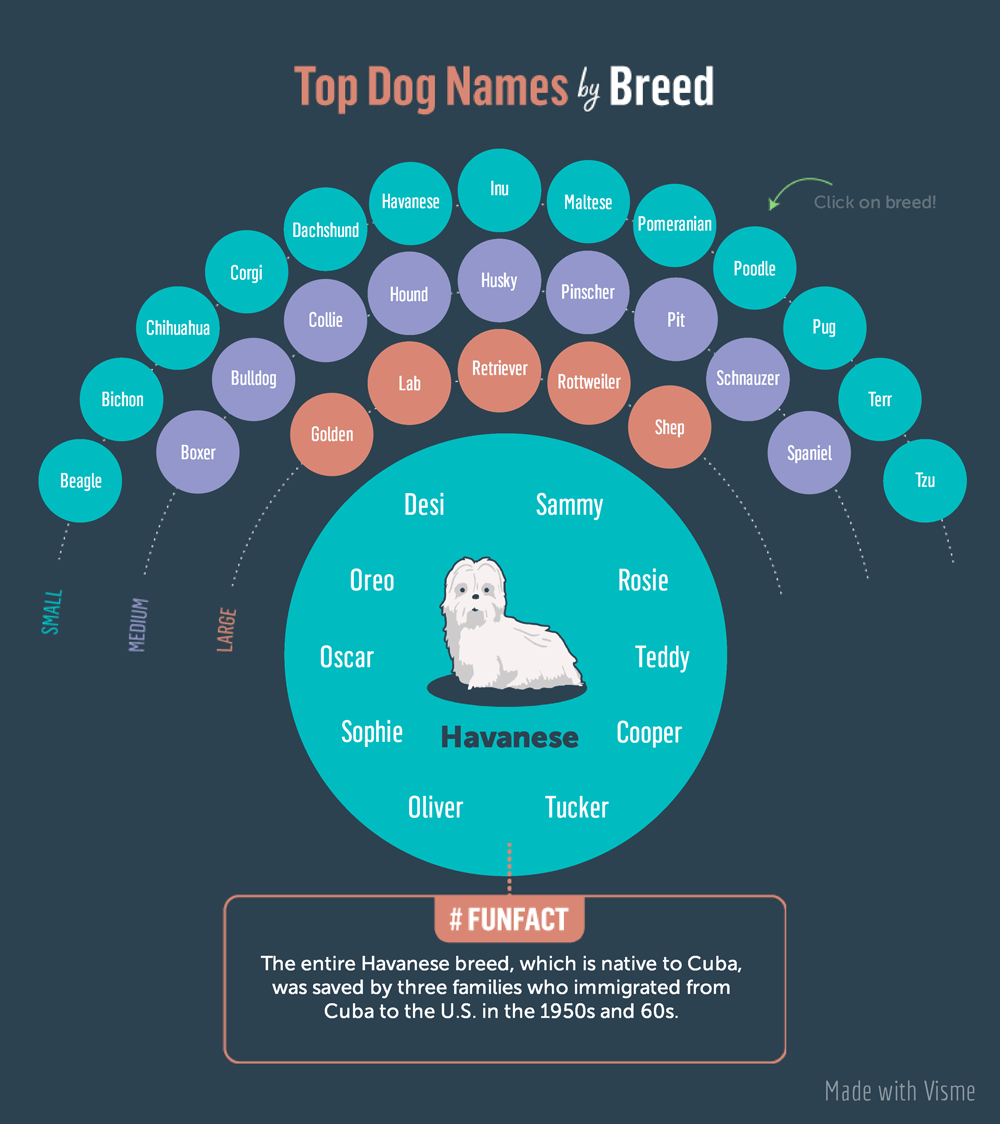 Top Dog Names by Breed
Click on breed!
Inu
Havanese
Maltese
Dachshund
Pomeranian
Corgi
Poodle
Chihuahua
Pug
Bichon
Terr
Beagle
Tzu
Husky
Hound
Pinscher
Collie
Pit
Bulldog
Schnauzer
Boxer
Spaniel
Retriever
Lab
Rottweiler
Golden
Shep
SMALL
MEDIUM
LARGE
Desi
Sammy
Oreo
Rosie
Oscar
Teddy
Sophie
Cooper
Havanese
Oliver
Tucker
# FUNFACT
The entire Havanese breed, which is native to Cuba,
was saved by three families who immigrated from
Cuba to the U.S. in the 1950s and 60s.
Made with Visme